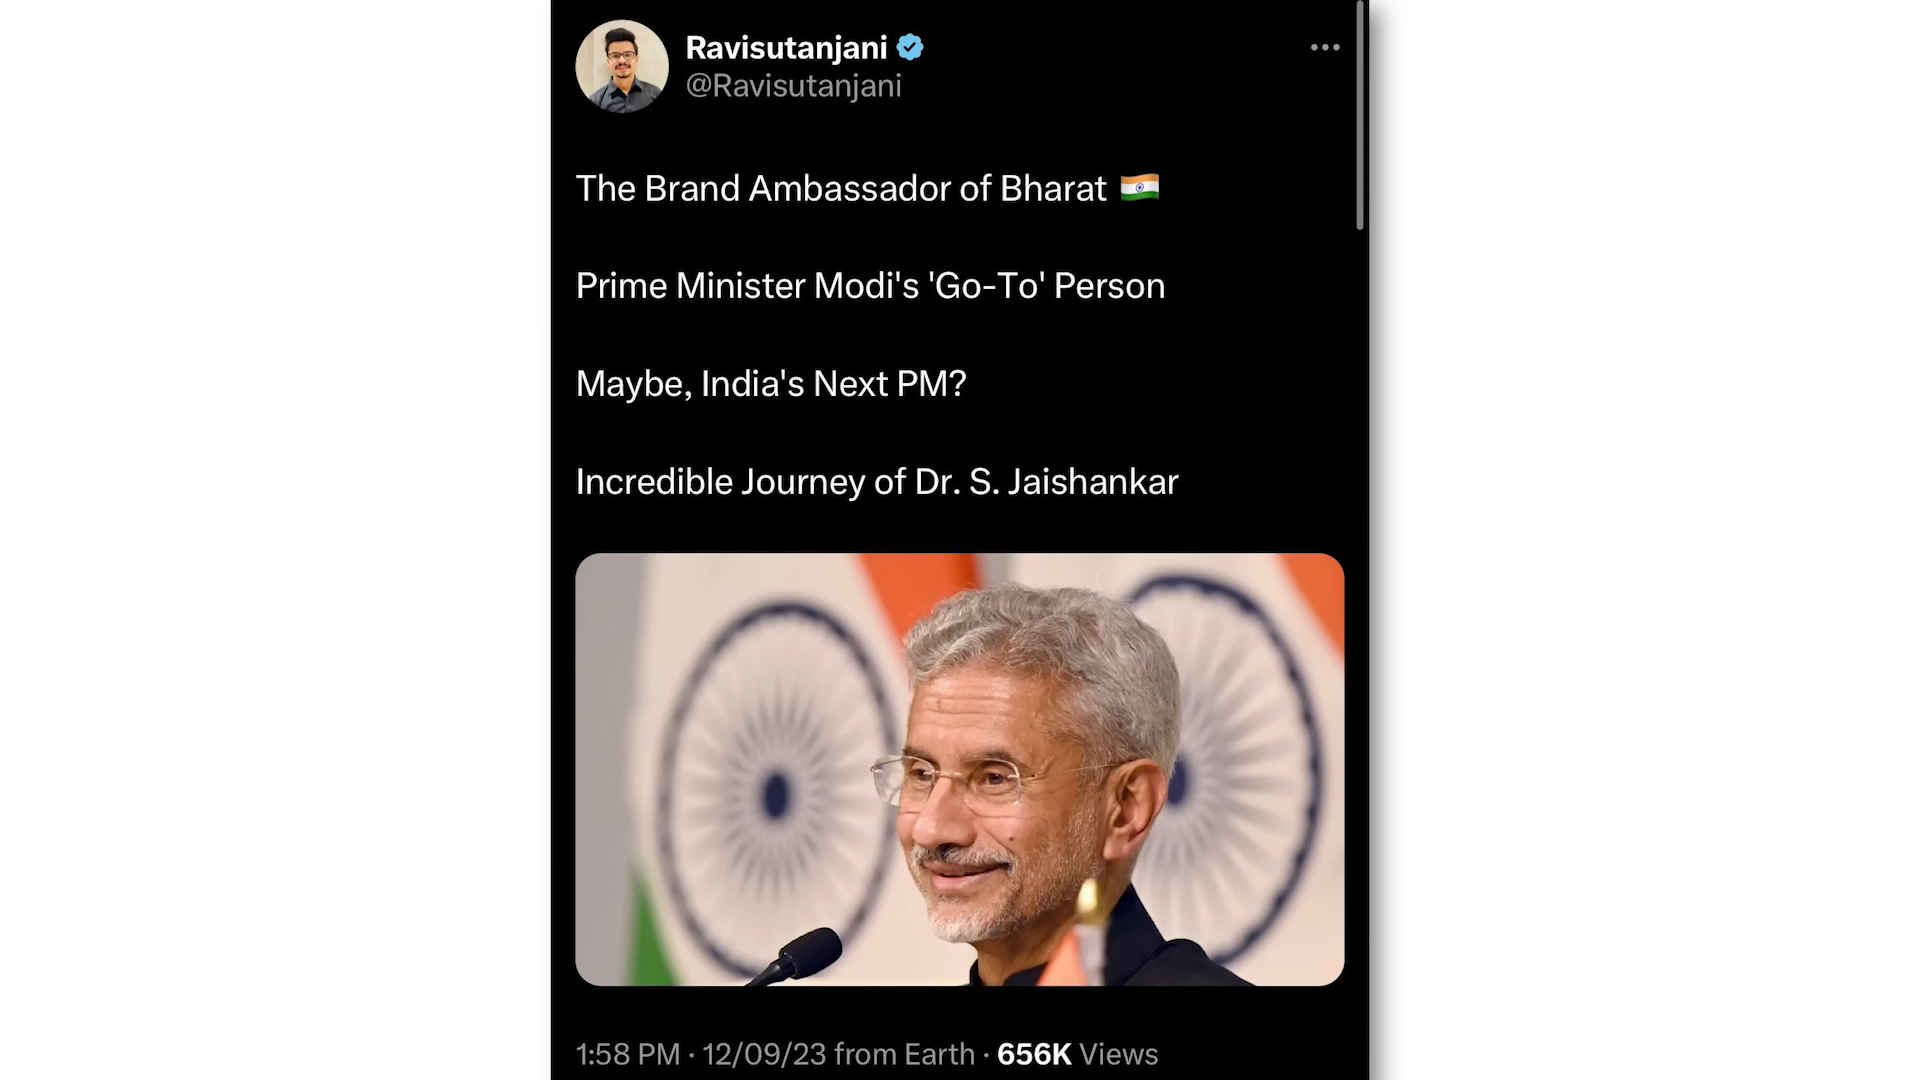 Ravisutanjani
@Ravisutanjani
The Brand Ambassador of Bharat 🇮🇳
Prime Minister Modi's 'Go-To' Person
Maybe, India's Next PM?
Incredible Journey of Dr. S. Jaishankar
1:58 PM · 12/09/23 from Earth · 656K Views